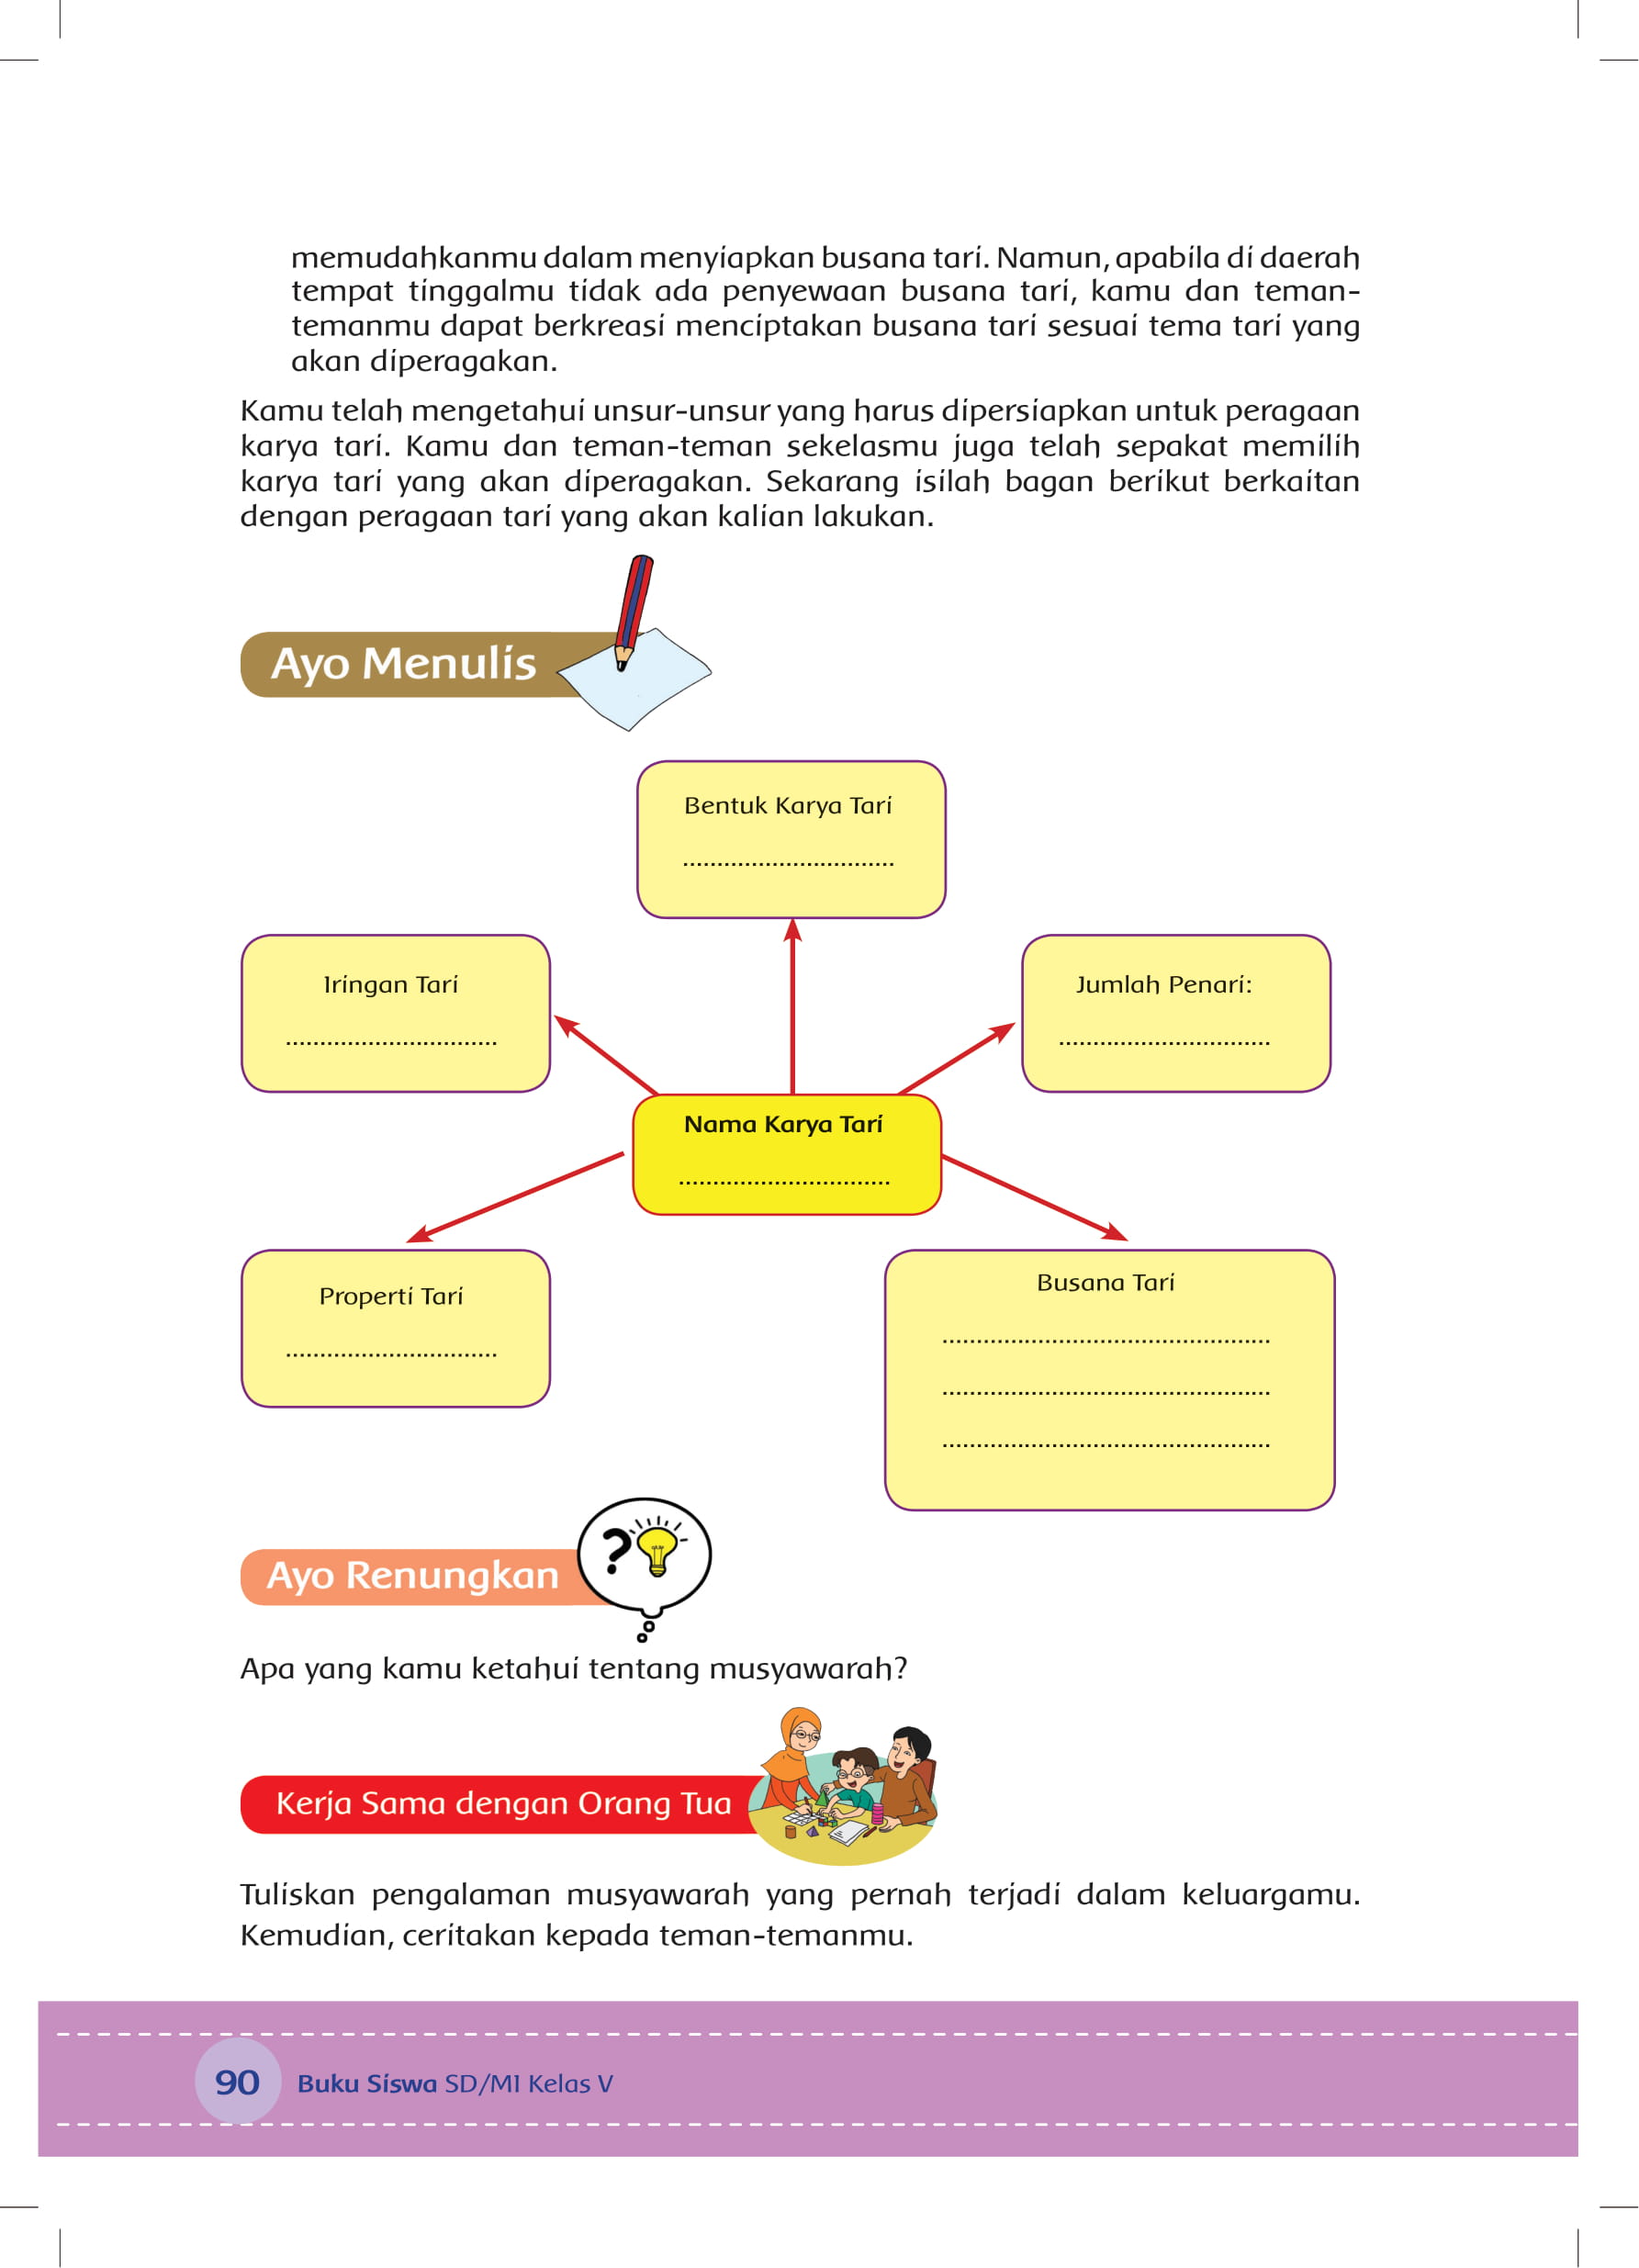 memudahkanmu dalam menyiapkan busana tari. Namun, apabila di daerah
tempat tinggalmu tidak ada penyewaan busana tari, kamu dan teman-
temanmu dapat berkreasi menciptakan busana tari sesuai tema tari yang
akan diperagakan.
Kamu telah mengetahui unsur-unsur yang harus dipersiapkan untuk peragaan
karya tari. Kamu dan teman-teman sekelasmu juga telah sepakat memilih
karya tari yang akan diperagakan. Sekarang isilah bagan berikut berkaitan
dengan peragaan tari yang akan kalian lakukan.
Ayo Menulis
Bentuk Karya Tari
...............................
Iringan Tari
...............................
Jumlah Penari:
...............................
Nama Karya Tari
...............................
Properti Tari
...............................
Busana Tari
................................................
................................................
................................................
Ayo Renungkan
?
Apa yang kamu ketahui tentang musyawarah?
Kerja Sama dengan Orang Tua
Tuliskan pengalaman musyawarah yang pernah terjadi dalam keluargamu.
Kemudian, ceritakan kepada teman-temanmu.
90 Buku Siswa SD/MI Kelas V